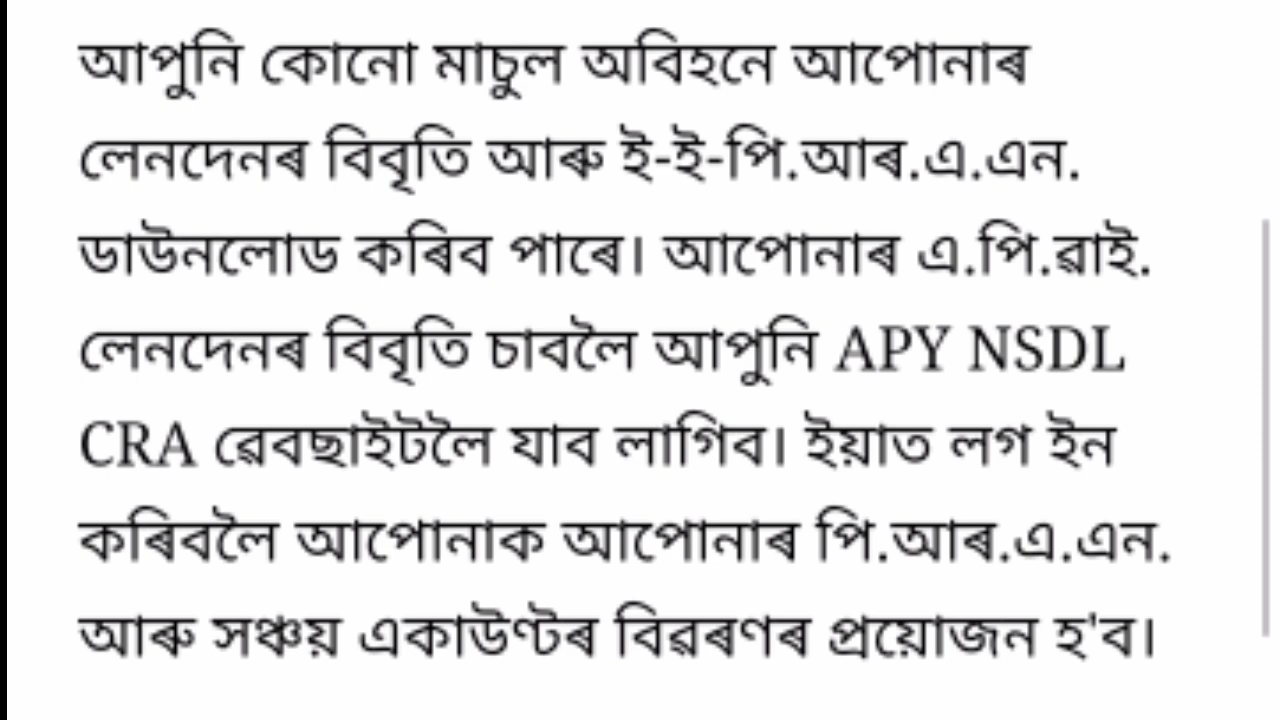 আপুনি কোনো মাচুল অবিহনে আপোনাৰ
লেনদেনৰ বিবৃতি আৰু ই-ই-পি.আৰ.এ.এন.
ডাউনলোড কৰিব পাৰে। আপোনাৰ এ.পি.ৱাই.
লেনদেনৰ বিবৃতি চাবলৈ আপুনি APY NSDL
CRA ৱেবছাইটলৈ যাব লাগিব। ইয়াত লগ ইন
কৰিবলৈ আপোনাক আপোনাৰ পি.আৰ.এ.এন.
আৰু সঞ্চয় একাউণ্টৰ বিৱৰণৰ প্ৰয়োজন হ'ব।